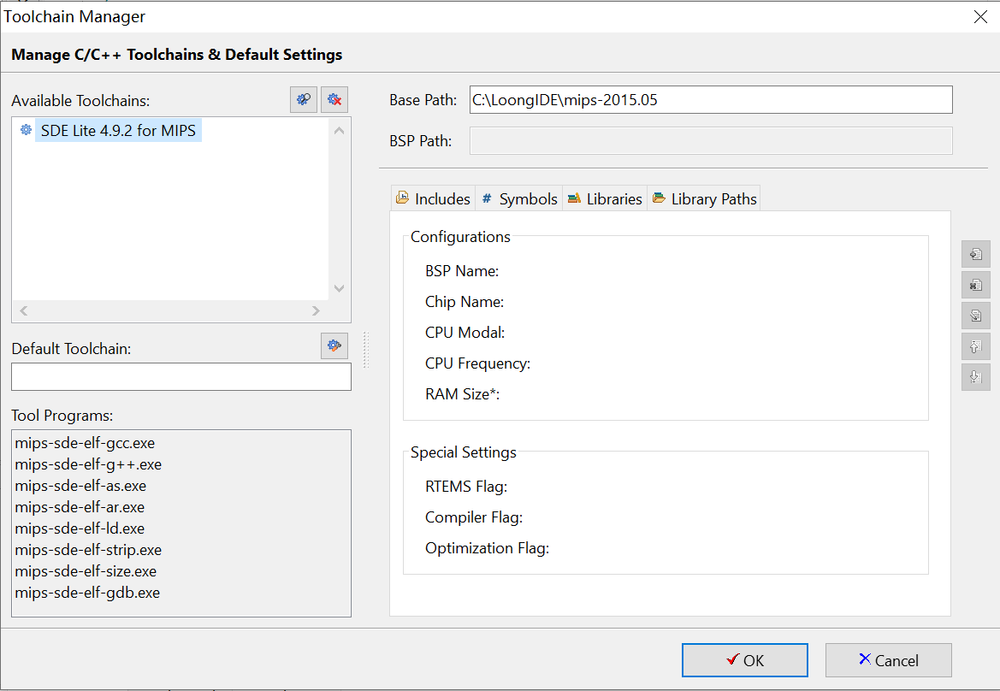 Toolchain Manager
Manage C/C++ Toolchains & Default Settings
Available Toolchains:
SDE Lite 4.9.2 for MIPS
Default Toolchain:
Tool Programs:
mips-sde-elf-gcc.exe
mips-sde-elf-g++.exe
mips-sde-elf-as.exe
mips-sde-elf-ar.exe
mips-sde-elf-ld.exe
mips-sde-elf-strip.exe
mips-sde-elf-size.exe
mips-sde-elf-gdb.exe
Base Path: C:\LoongIDE\mips-2015.05
BSP Path:
Includes # Symbols Libraries Library Paths
Configurations
BSP Name:
Chip Name:
CPU Modal:
CPU Frequency:
RAM Size*:
Special Settings
RTEMS Flag:
Compiler Flag:
Optimization Flag:
OK Cancel